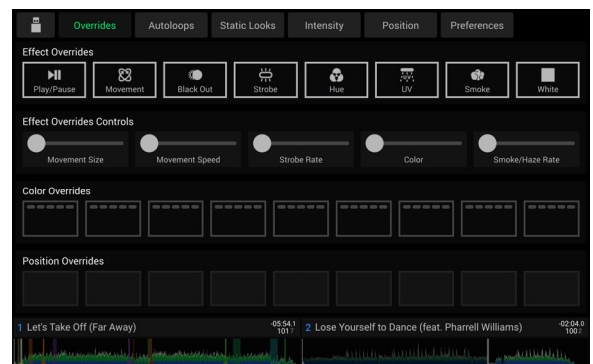 Overrides Autoloops Static Looks Intensity Position Preferences
Effect Overrides
Play/Pause Movement Black Out Strobe Hue UV Smoke White
Effect Overrides Controls
Movement Size Movement Speed Strobe Rate Color Smoke/Haze Rate
Color Overrides
Position Overrides
1 Let's Take Off (Far Away) -05:54.1 2 Lose Yourself to Dance (feat. Pharrell Williams) -02:04.0